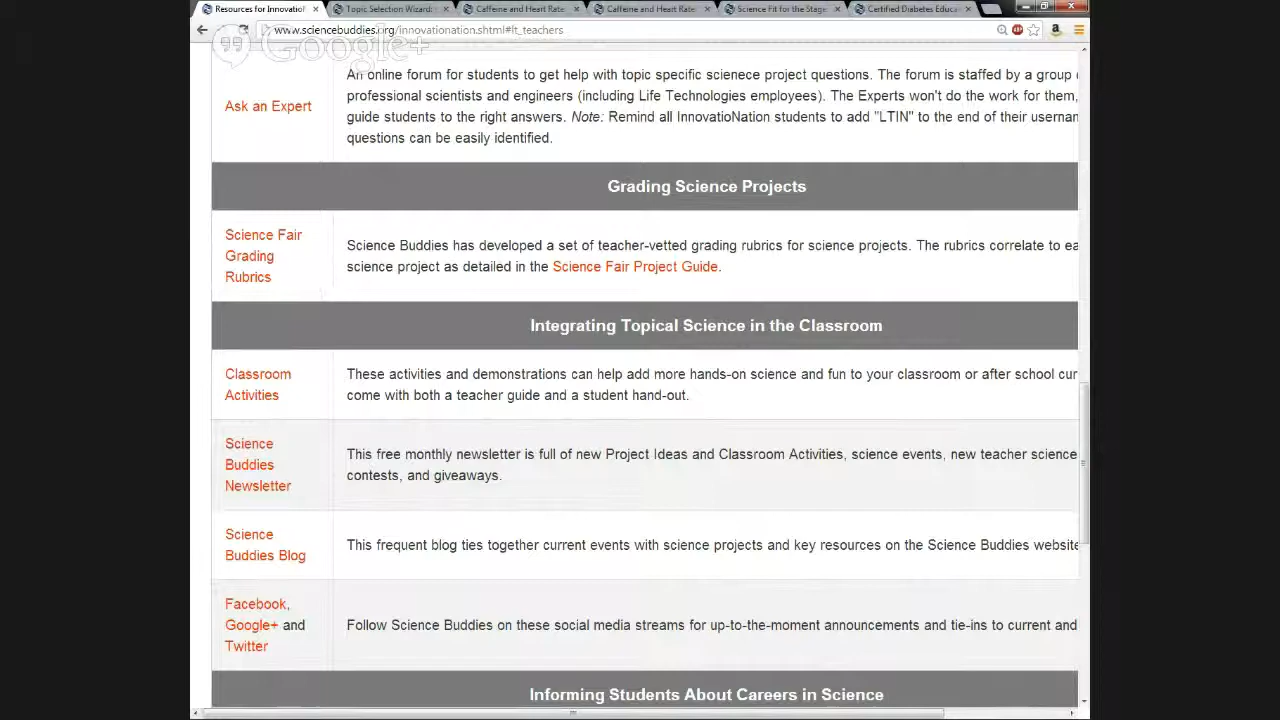 Resources for Innovatio
Topic Selection Wizard:
Caffeine and Heart Rate
Caffeine and Heart Rate
Science Fit for the Stage
Certified Diabetes Educa
www.sciencebuddies.org/innovationation.shtml#lt_teachers
Google+
An online forum for students to get help with topic specific scienece project questions. The forum is staffed by a group
Ask an Expert
professional scientists and engineers (including Life Technologies employees). The Experts won't do the work for them,
guide students to the right answers. Note: Remind all InnovatioNation students to add "LTIN" to the end of their usernam
questions can be easily identified.
Grading Science Projects
Science Fair
Grading
Rubrics
Science Buddies has developed a set of teacher-vetted grading rubrics for science projects. The rubrics correlate to ea
science project as detailed in the Science Fair Project Guide.
Integrating Topical Science in the Classroom
Classroom
Activities
These activities and demonstrations can help add more hands-on science and fun to your classroom or after school cur
come with both a teacher guide and a student hand-out.
Science
Buddies
Newsletter
This free monthly newsletter is full of new Project Ideas and Classroom Activities, science events, new teacher science
contests, and giveaways.
Science
Buddies Blog
This frequent blog ties together current events with science projects and key resources on the Science Buddies website
Facebook,
Google+ and
Twitter
Follow Science Buddies on these social media streams for up-to-the-moment announcements and tie-ins to current and
Informing Students About Careers in Science